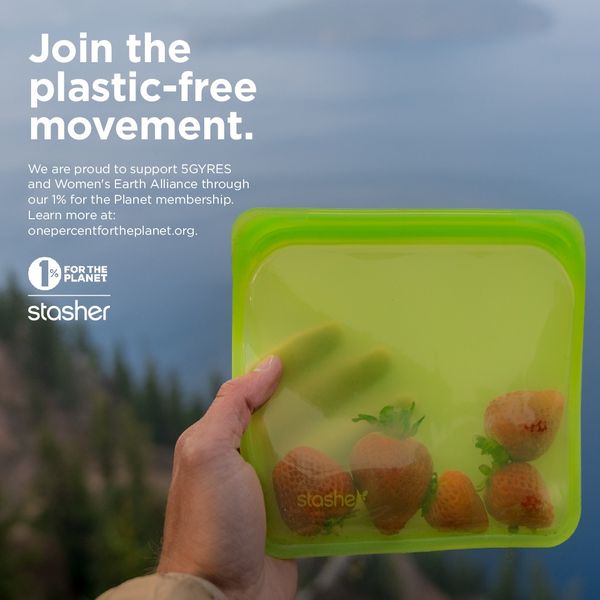 Join the
plastic-free
movement.
We are proud to support 5GYRES
and Women's Earth Alliance through
our 1% for the Planet membership.
Learn more at:
onepercentfortheplanet.org.
1% FOR THE
PLANET
stasher
stasher